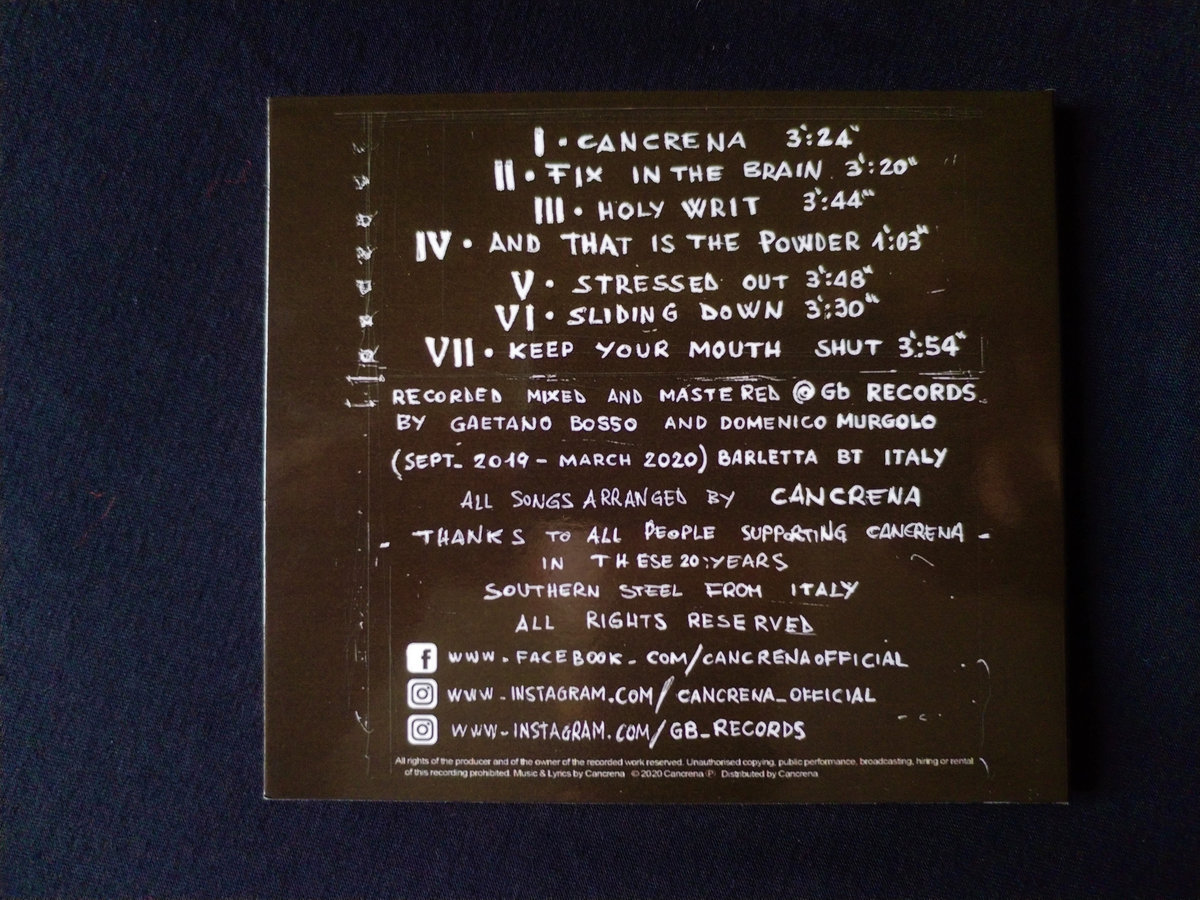 I • CANCRENA 3':24"
II • FIX IN THE BRAIN 3':20"
III • HOLY WRIT 3':44"
IV • AND THAT IS THE POWDER 1':03"
V • STRESSED OUT 3':48"
VI • SLIDING DOWN 3':30"
VII • KEEP YOUR MOUTH SHUT 3':54"
RECORDED MIXED AND MASTERED @ Gb RECORDS
BY GAETANO BOSSO AND DOMENICO MURGOLO
(SEPT. 2019 - MARCH 2020) BARLETTA BT ITALY
ALL SONGS ARRANGED BY CANCRENA
- THANKS TO ALL PEOPLE SUPPORTING CANCRENA -
IN THESE 20 YEARS
SOUTHERN STEEL FROM ITALY
ALL RIGHTS RESERVED
f WWW.FACEBOOK.COM/CANCRENAOFFICIAL
WWW.INSTAGRAM.COM/CANCRENA_OFFICIAL
WWW.INSTAGRAM.COM/GB_RECORDS
All rights of the producer and of the owner of the recorded work reserved. Unauthorised copying, public performance, broadcasting, hiring or rental
of this recording prohibited. Music & Lyrics by Cancrena © 2020 Cancrena ℗ Distributed by Cancrena